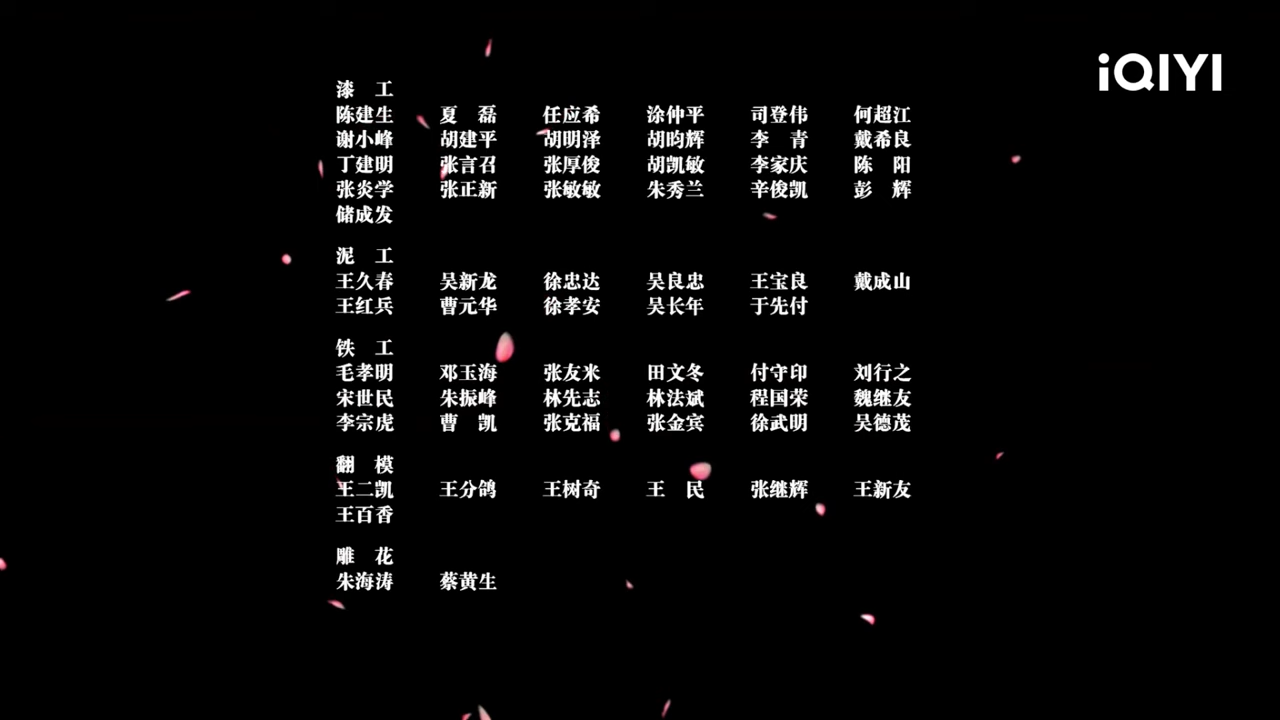 iQIYI
漆　工
陈建生　夏　磊　任应希　涂仲平　司登伟　何超江
谢小峰　胡建平　胡明泽　胡昀辉　李　青　戴希良
丁建明　张言召　张厚俊　胡凯敏　李家庆　陈　阳
张炎学　张正新　张敏敏　朱秀兰　辛俊凯　彭　辉
储成发
泥　工
王久春　吴新龙　徐忠达　吴良忠　王宝良　戴成山
王红兵　曹元华　徐孝安　吴长年　于先付
铁　工
毛孝明　邓玉海　张友米　田文冬　付守印　刘行之
宋世民　朱振峰　林先志　林法斌　程国荣　魏继友
李宗虎　曹　凯　张克福　张金宾　徐武明　吴德茂
翻　模
王二凯　王分鸽　王树奇　王　民　张继辉　王新友
王百香
雕　花
朱海涛　蔡黄生